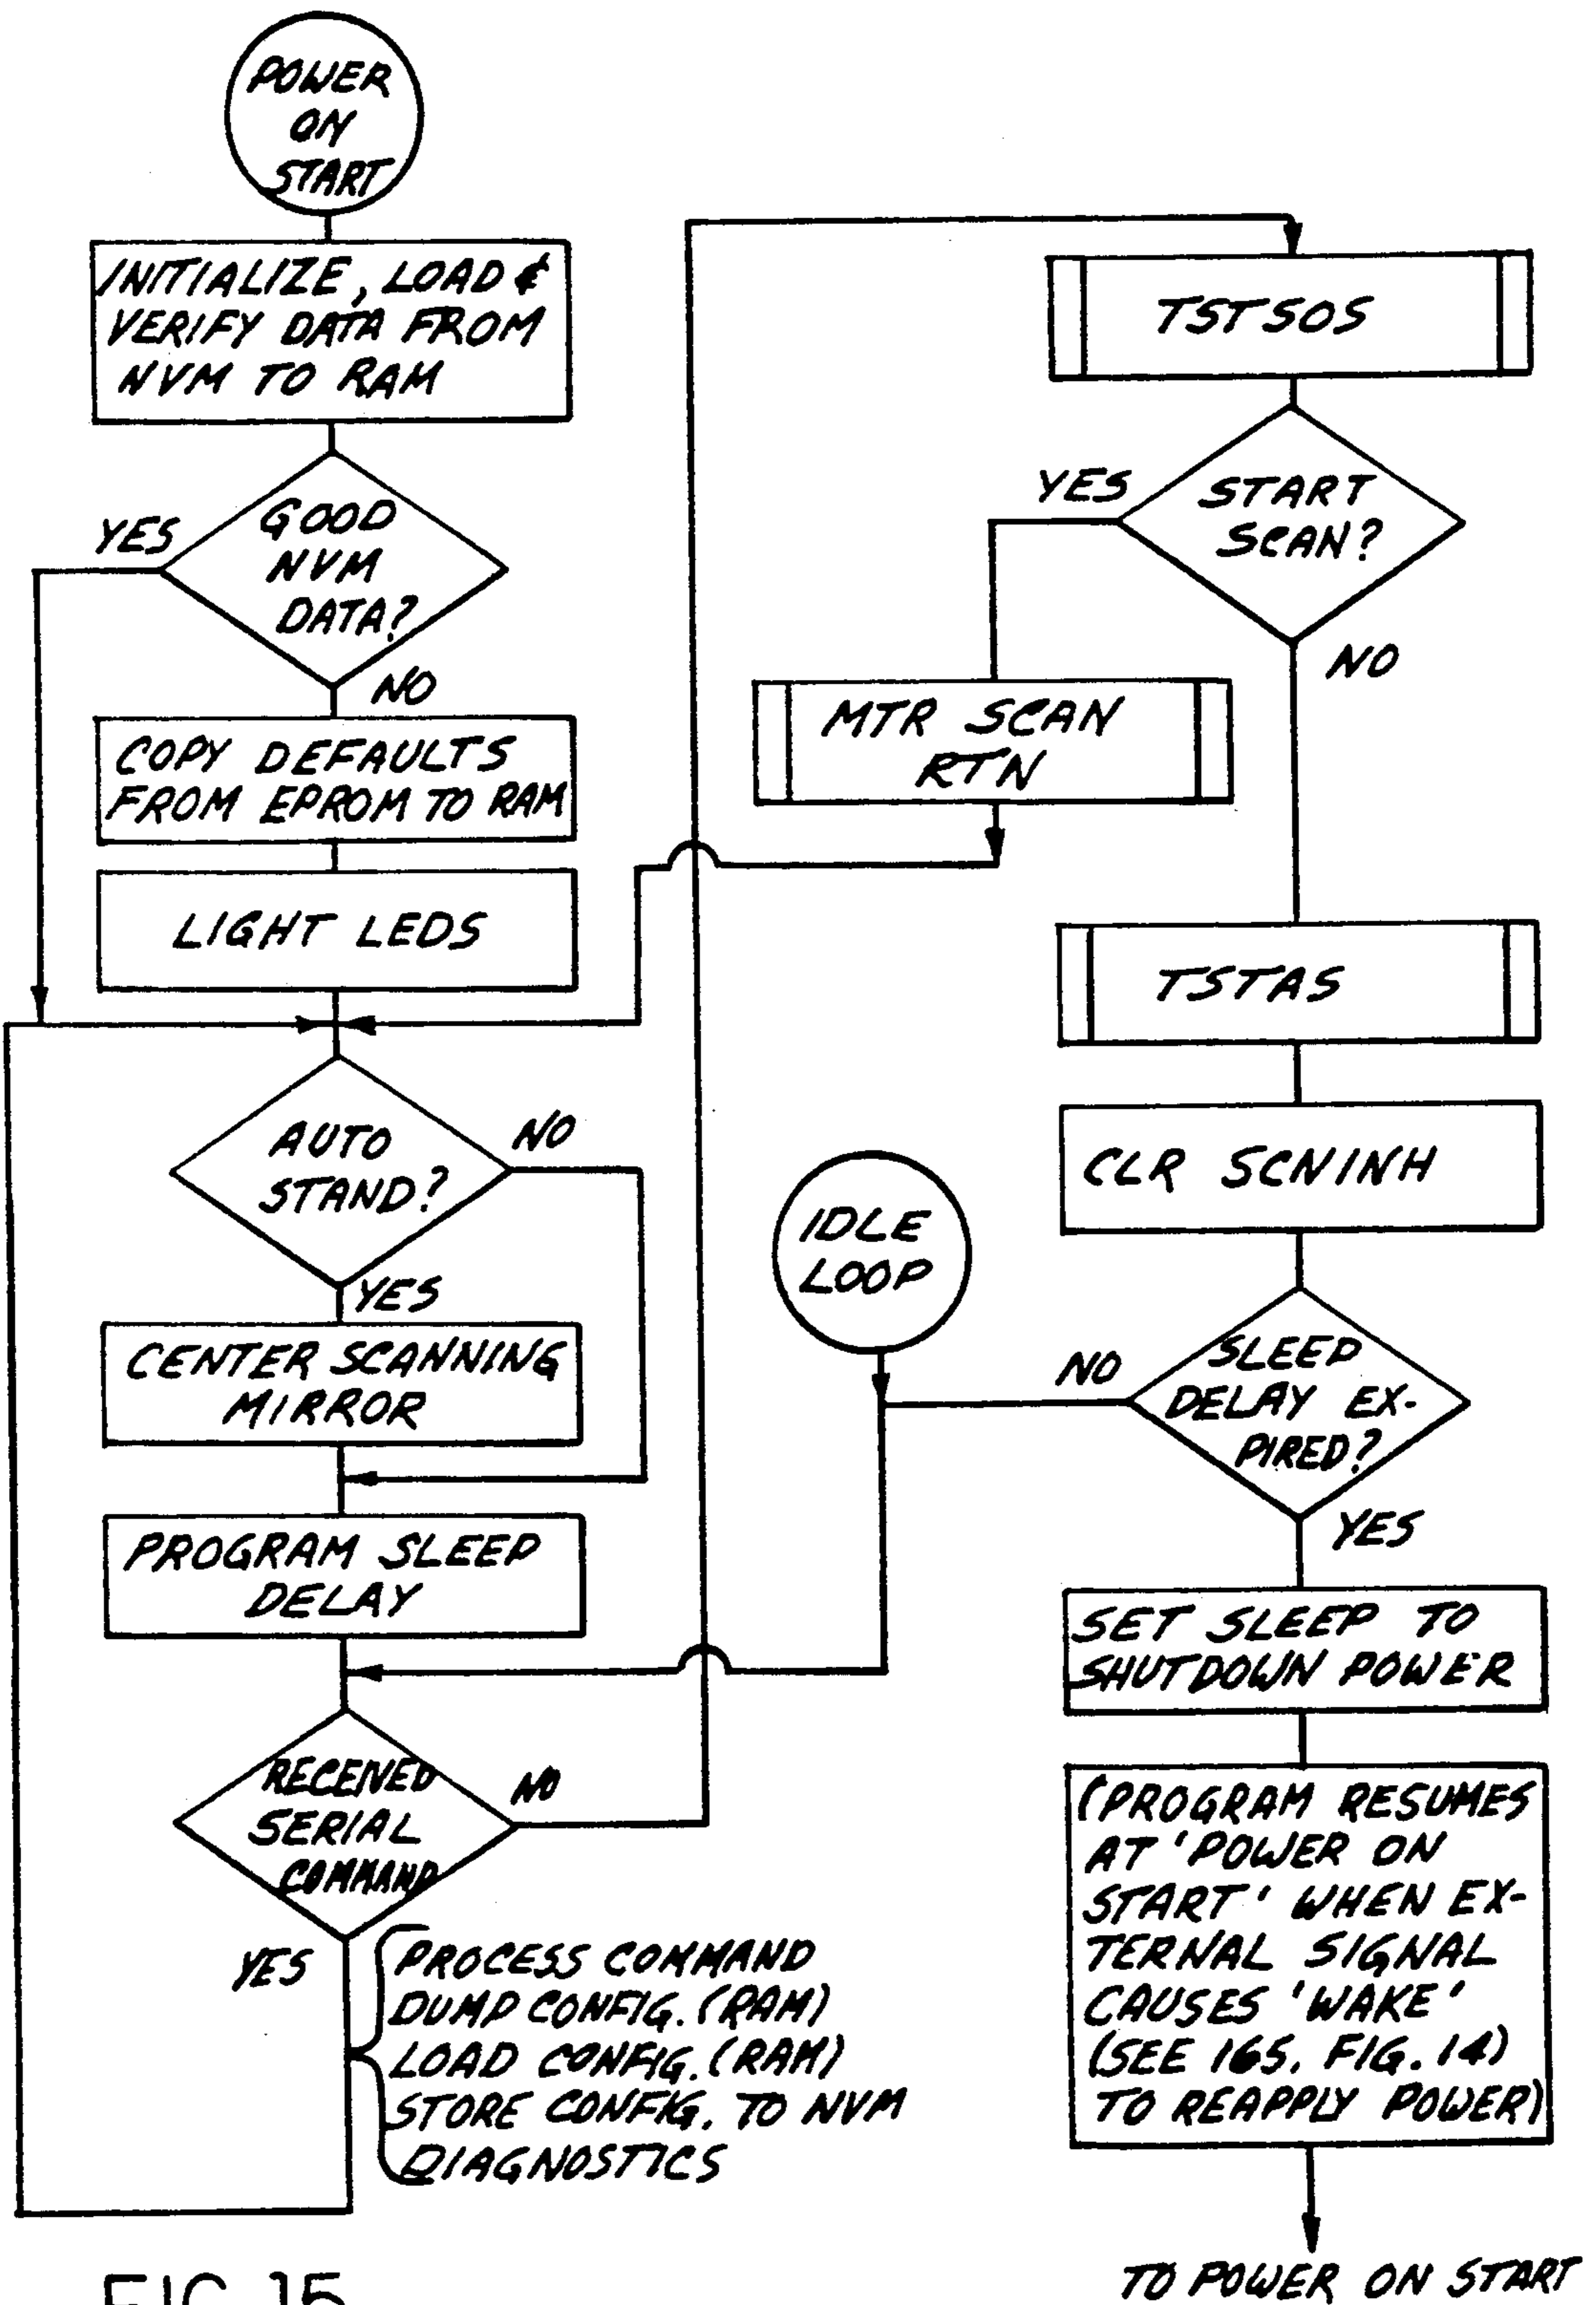 POWER
ON
START
INITIALIZE, LOAD &
VERIFY DATA FROM
NVM TO RAM
GOOD
NVM
DATA?
YES
NO
COPY DEFAULTS
FROM EPROM TO RAM
LIGHT LEDS
AUTO
STAND?
NO
YES
CENTER SCANNING
MIRROR
PROGRAM SLEEP
DELAY
RECEIVED
SERIAL
COMMAND
NO
YES
PROCESS COMMAND
DUMP CONFIG. (RAM)
LOAD CONFIG. (RAM)
STORE CONFIG. TO NVM
DIAGNOSTICS
TSTSOS
START
SCAN?
YES
NO
MTR SCAN
RTN
TSTAS
CLR SCNINH
IDLE
LOOP
SLEEP
DELAY EX-
PIRED?
NO
YES
SET SLEEP TO
SHUTDOWN POWER
(PROGRAM RESUMES
AT 'POWER ON
START' WHEN EX-
TERNAL SIGNAL
CAUSES 'WAKE'
(SEE 165, FIG. 14)
TO REAPPLY POWER)
TO POWER ON START
FIG. 15